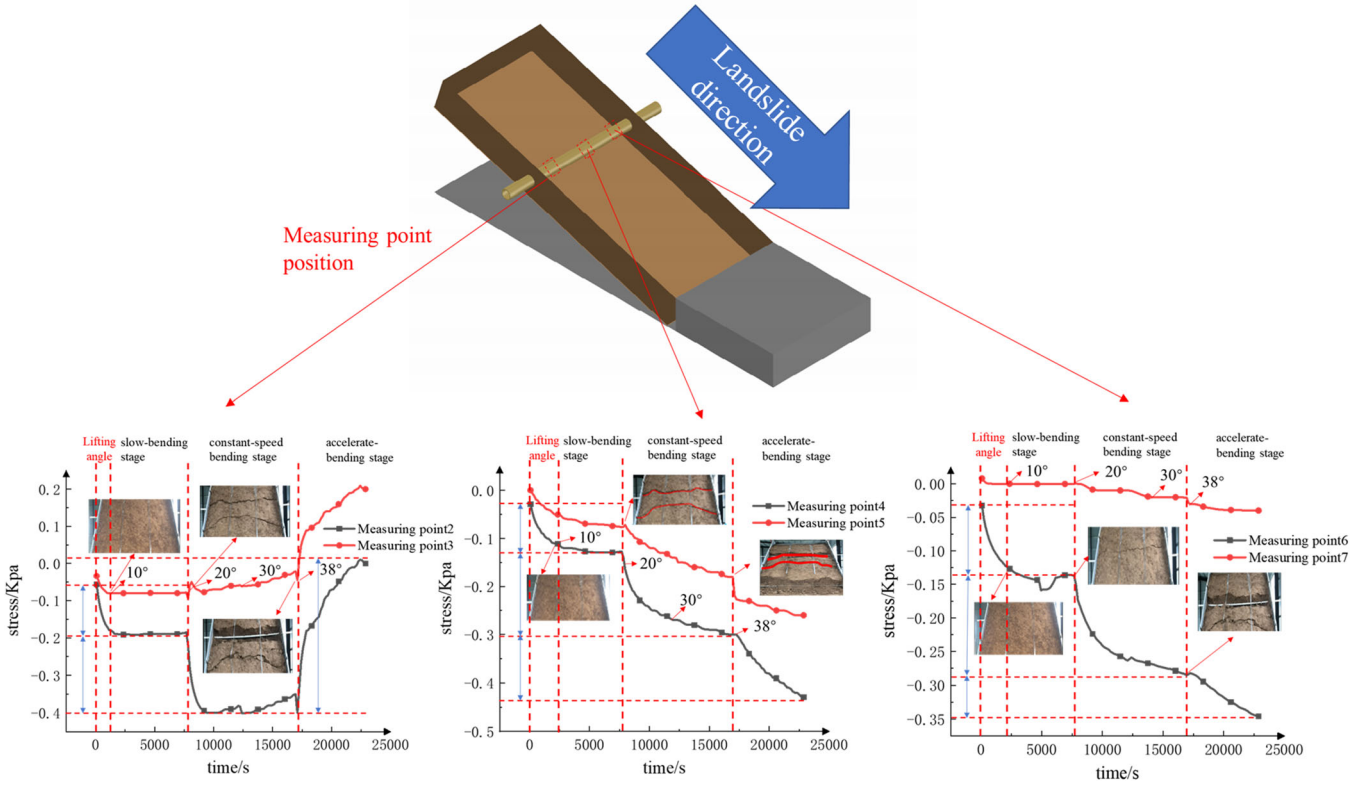 Landslide
direction
Measuring point
position
Lifting
angle
slow-bending
stage
constant-speed
bending stage
accelerate-
bending stage
0.2
0.1
0.0
-0.1
-0.2
-0.3
-0.4
stress/Kpa
Measuring point2
Measuring point3
10°
20°
30°
38°
0
5000
10000
15000
20000
25000
time/s
Lifting
angle
slow-bending
stage
constant-speed
bending stage
accelerate-
bending stage
0.0
-0.1
-0.2
-0.3
-0.4
-0.5
stress/Kpa
Measuring point4
Measuring point5
10°
20°
30°
38°
0
5000
10000
15000
20000
25000
time/s
Lifting
angle
slow-bending
stage
constant-speed
bending stage
accelerate-
bending stage
0.00
-0.05
-0.10
-0.15
-0.20
-0.25
-0.30
-0.35
stress/Kpa
10°
20°
30°
38°
Measuring point6
Measuring point7
0
5000
10000
15000
20000
25000
time/s